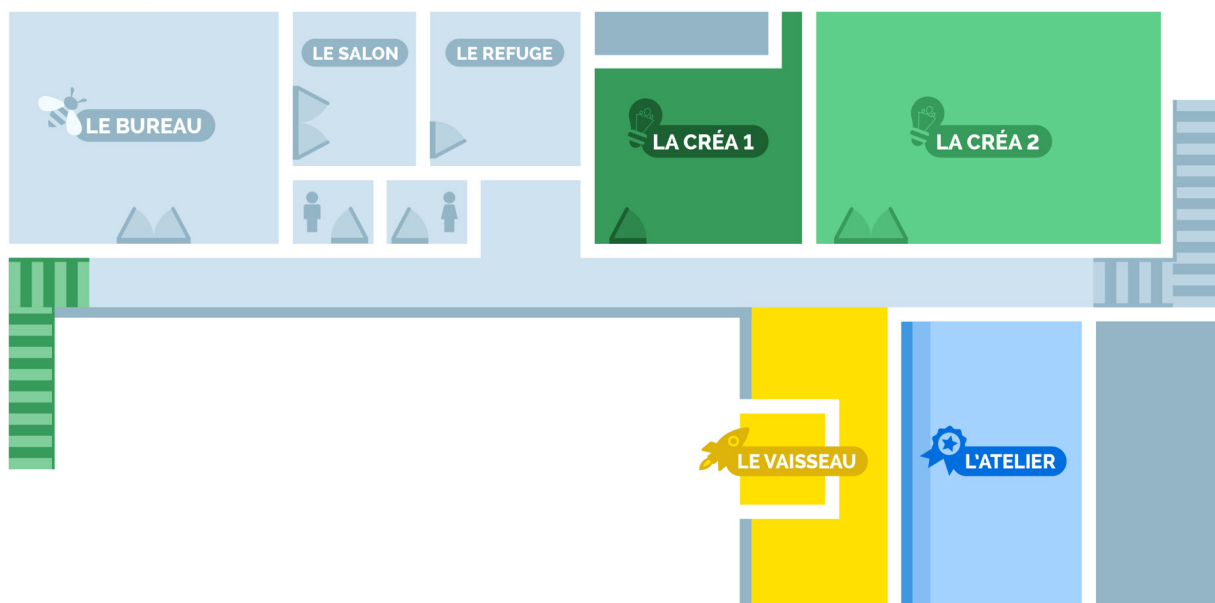 LE SALON
LE REFUGE
LE BUREAU
LA CRÉA 1
LA CRÉA 2
LE VAISSEAU
L'ATELIER